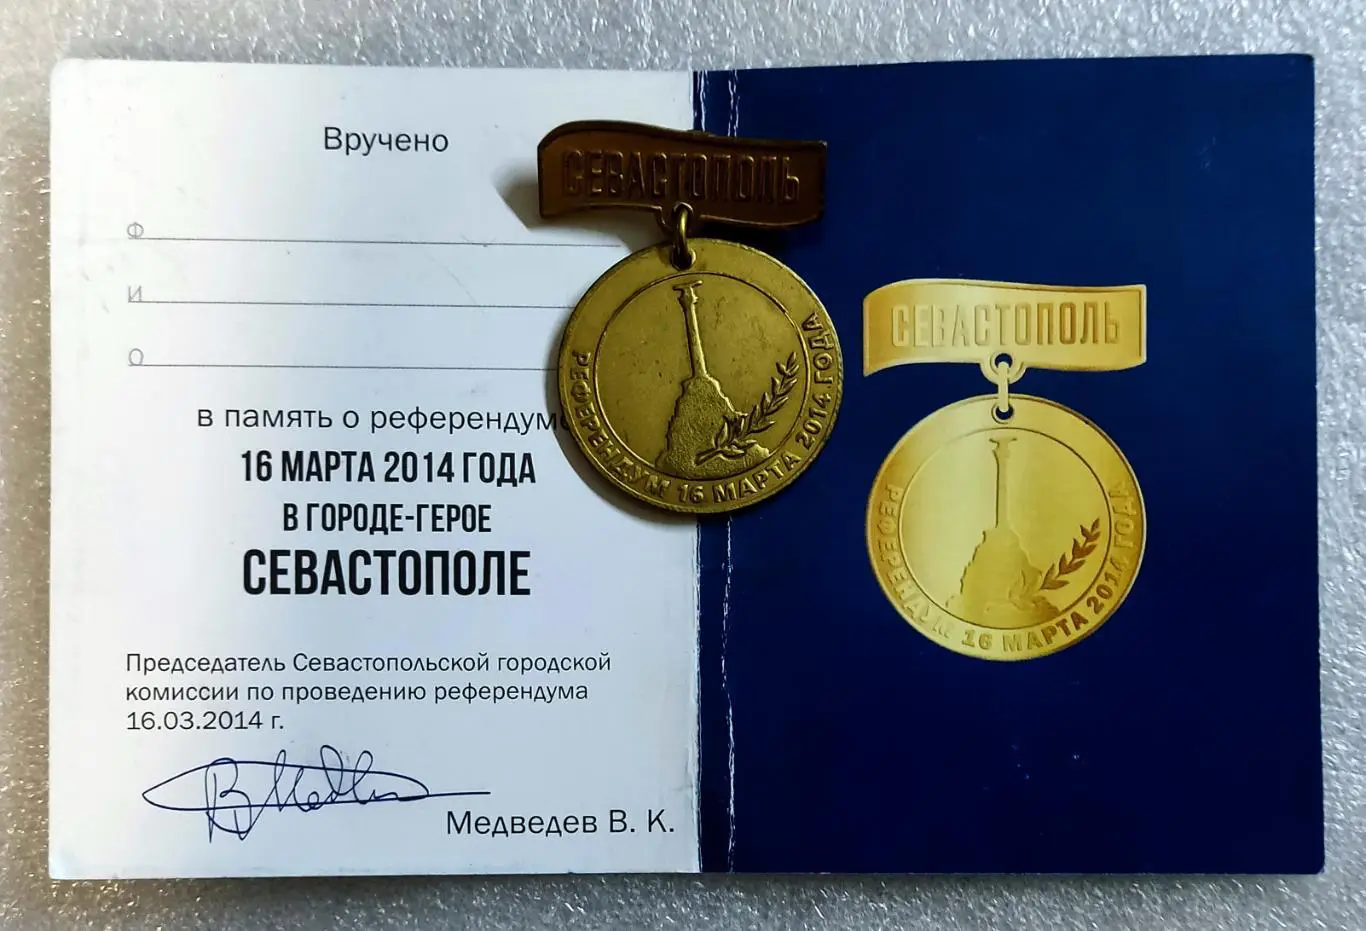 Вручено
Ф
И
О
в память о референдуме
16 МАРТА 2014 ГОДА
В ГОРОДЕ-ГЕРОЕ
СЕВАСТОПОЛЕ
Председатель Севастопольской городской
комиссии по проведению референдума
16.03.2014 г.
Медведев В. К.
СЕВАСТОПОЛЬ
РЕФЕРЕНДУМ 16 МАРТА 2014 ГОДА
СЕВАСТОПОЛЬ
РЕФЕРЕНДУМ 16 МАРТА 2014 ГОДА